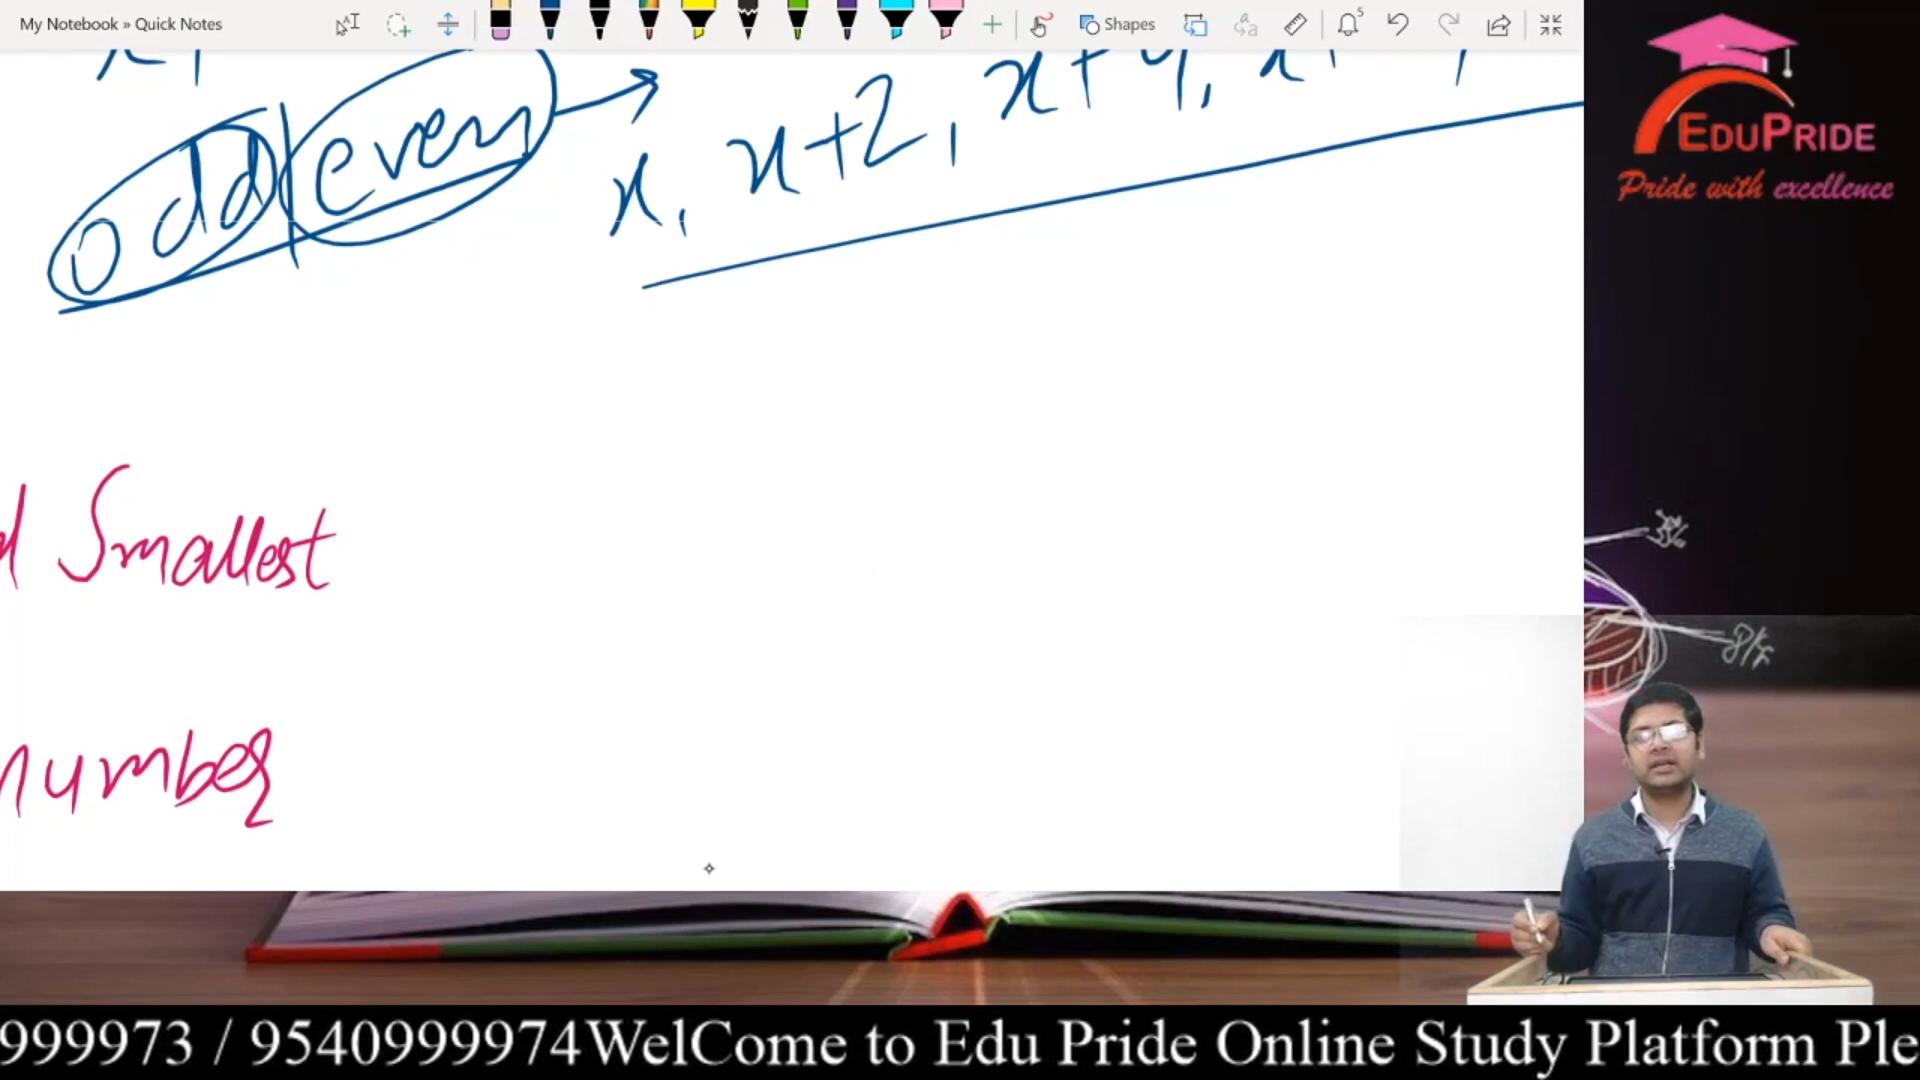 My Notebook » Quick Notes
Shapes
5
odd even → x, x+2, x+4,
Smallest
number
EDUPRIDE
Pride with excellence
999973 / 9540999974WelCome to Edu Pride Online Study Platform Ple